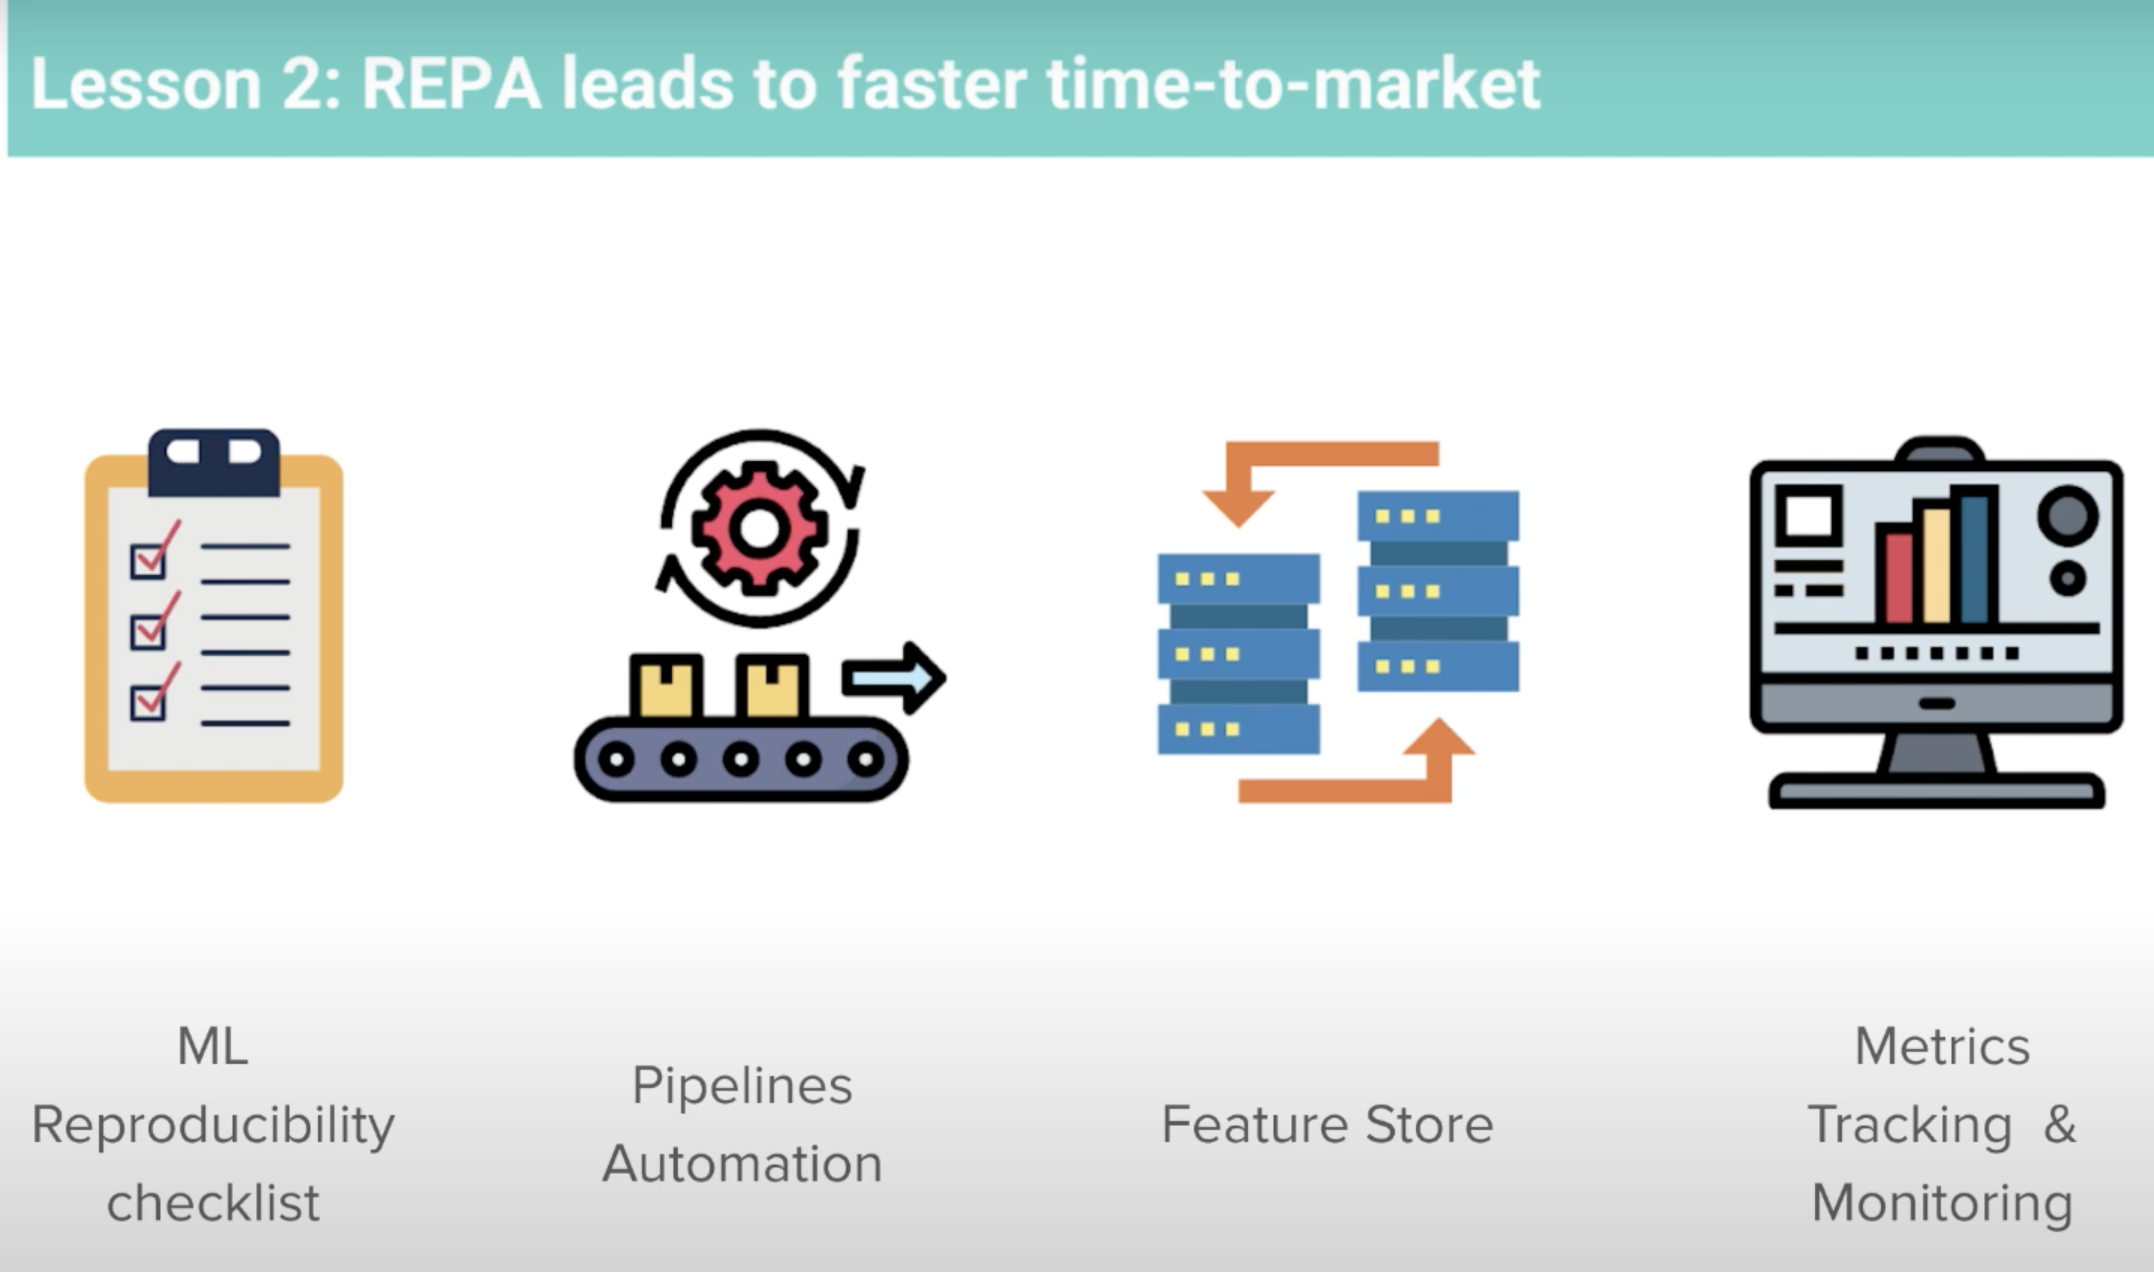 Lesson 2: REPA leads to faster time-to-market
ML
Reproducibility
checklist
Pipelines
Automation
Feature Store
Metrics
Tracking &
Monitoring